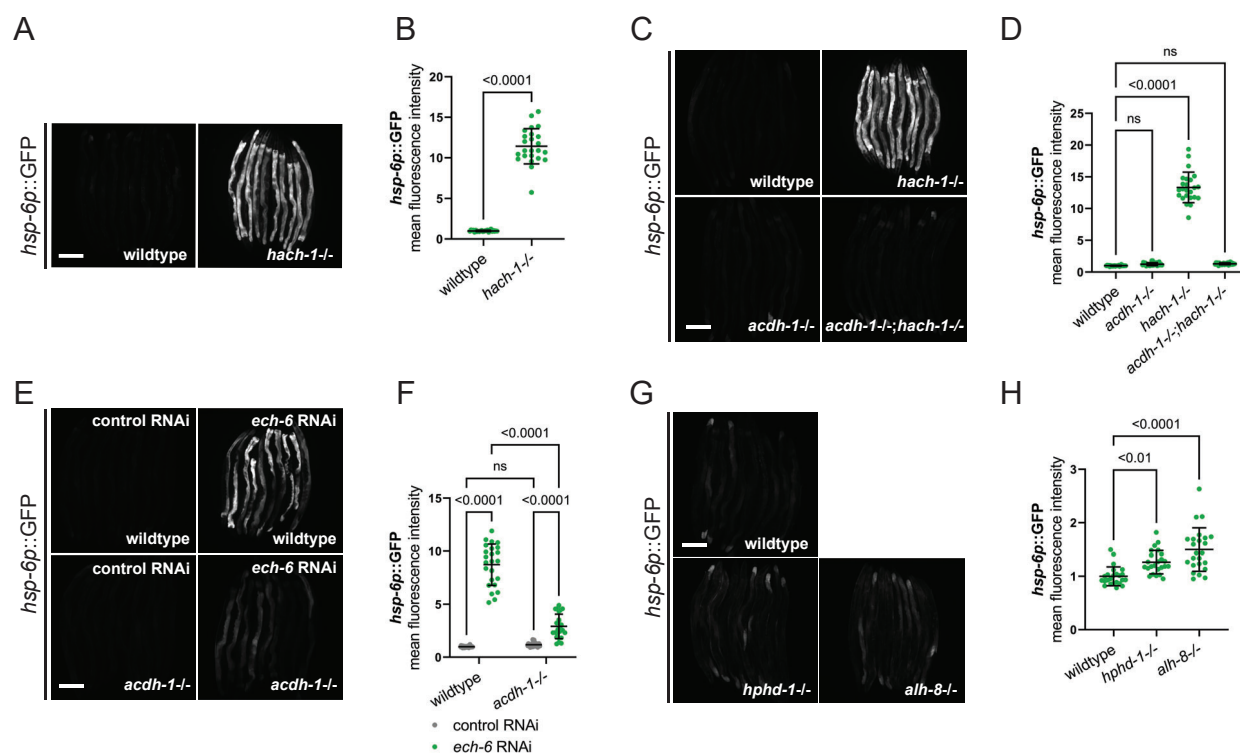 A
hsp-6p::GFP
wildtype
hach-1-/-
B
hsp-6p::GFP
mean fluorescence intensity
20
15
10
5
0
<0.0001
wildtype
hach-1-/-
C
hsp-6p::GFP
wildtype
hach-1-/-
acdh-1-/-
acdh-1-/-;hach-1-/-
D
hsp-6p::GFP
mean fluorescence intensity
25
20
15
10
5
0
ns
<0.0001
ns
wildtype
acdh-1-/-
hach-1-/-
acdh-1-/-;hach-1-/-
E
hsp-6p::GFP
control RNAi
ech-6 RNAi
wildtype
wildtype
control RNAi
ech-6 RNAi
acdh-1-/-
acdh-1-/-
F
hsp-6p::GFP
mean fluorescence intensity
15
10
5
0
<0.0001
ns
<0.0001
<0.0001
wildtype
acdh-1-/-
control RNAi
ech-6 RNAi
G
hsp-6p::GFP
wildtype
hphd-1-/-
alh-8-/-
H
hsp-6p::GFP
mean fluorescence intensity
3
2
1
0
<0.0001
<0.01
wildtype
hphd-1-/-
alh-8-/-